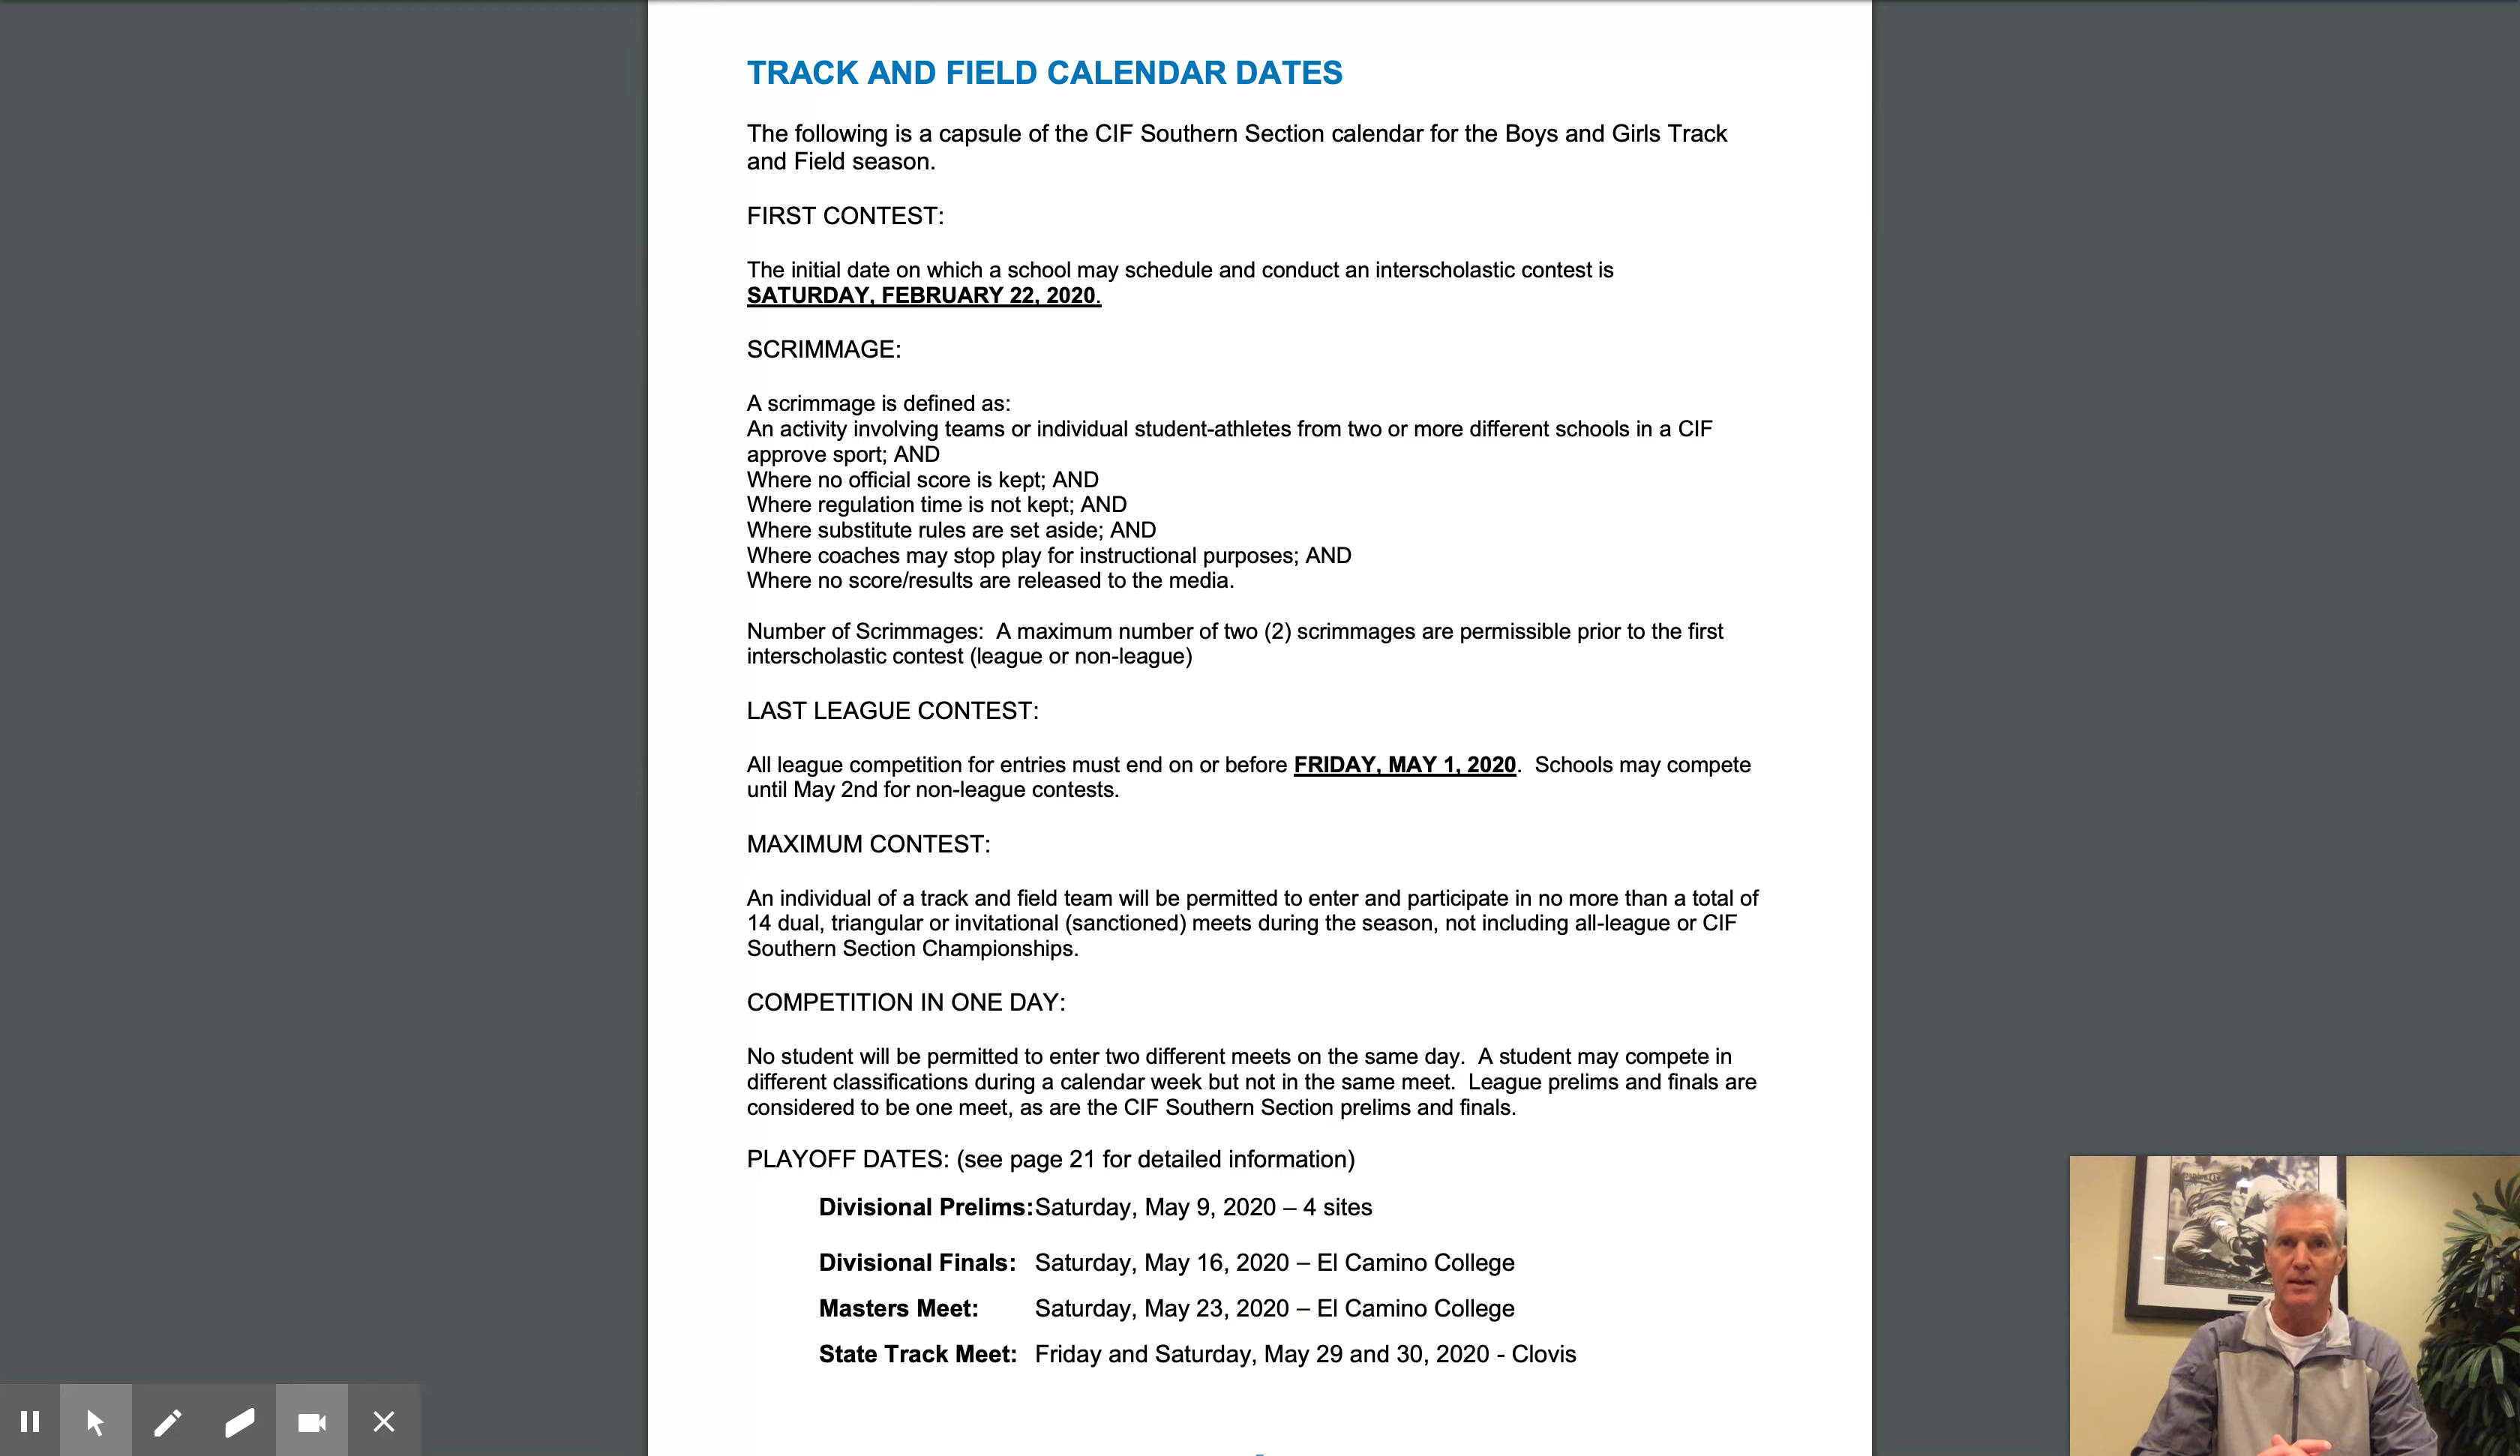 TRACK AND FIELD CALENDAR DATES
The following is a capsule of the CIF Southern Section calendar for the Boys and Girls Track
and Field season.
FIRST CONTEST:
The initial date on which a school may schedule and conduct an interscholastic contest is
SATURDAY, FEBRUARY 22, 2020.
SCRIMMAGE:
A scrimmage is defined as:
An activity involving teams or individual student-athletes from two or more different schools in a CIF
approve sport; AND
Where no official score is kept; AND
Where regulation time is not kept; AND
Where substitute rules are set aside; AND
Where coaches may stop play for instructional purposes; AND
Where no score/results are released to the media.
Number of Scrimmages:  A maximum number of two (2) scrimmages are permissible prior to the first
interscholastic contest (league or non-league)
LAST LEAGUE CONTEST:
All league competition for entries must end on or before FRIDAY, MAY 1, 2020.  Schools may compete
until May 2nd for non-league contests.
MAXIMUM CONTEST:
An individual of a track and field team will be permitted to enter and participate in no more than a total of
14 dual, triangular or invitational (sanctioned) meets during the season, not including all-league or CIF
Southern Section Championships.
COMPETITION IN ONE DAY:
No student will be permitted to enter two different meets on the same day.  A student may compete in
different classifications during a calendar week but not in the same meet.  League prelims and finals are
considered to be one meet, as are the CIF Southern Section prelims and finals.
PLAYOFF DATES: (see page 21 for detailed information)
Divisional Prelims: Saturday, May 9, 2020 – 4 sites
Divisional Finals: Saturday, May 16, 2020 – El Camino College
Masters Meet: Saturday, May 23, 2020 – El Camino College
State Track Meet: Friday and Saturday, May 29 and 30, 2020 - Clovis